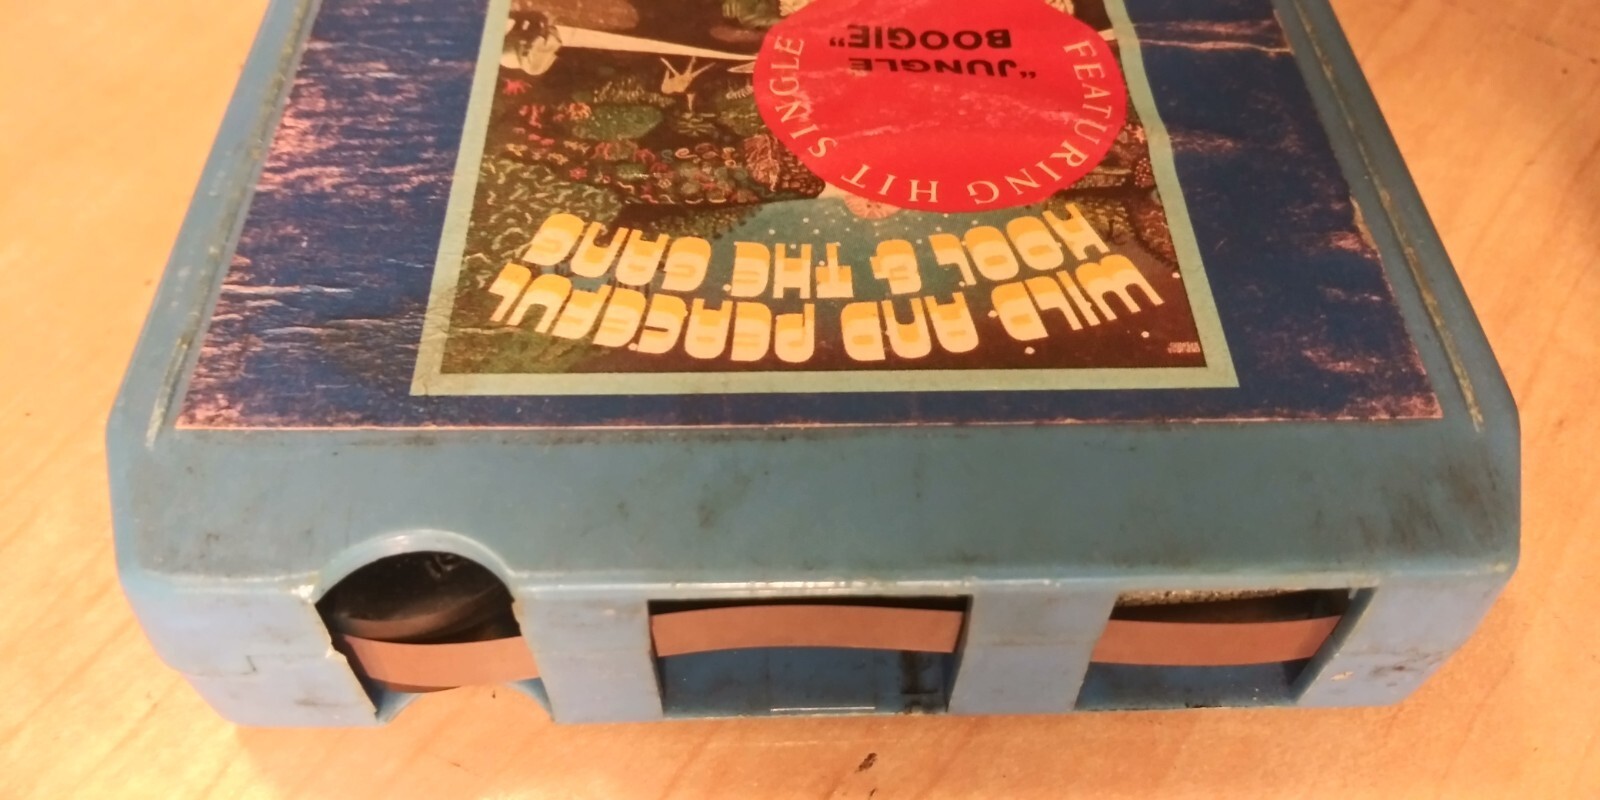 WILD AND PEACEFUL
KOOL & THE GANG
FEATURING HIT SINGLE
"JUNGLE
BOOGIE"